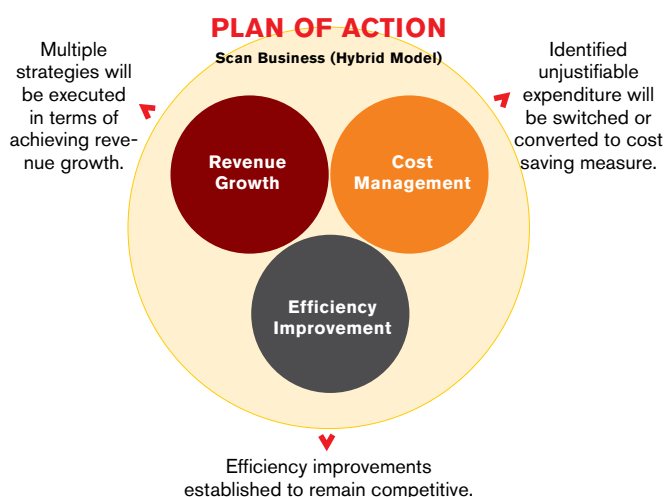 PLAN OF ACTION
Scan Business (Hybrid Model)
Multiple
strategies will
be executed
in terms of
achieving reve-
nue growth.
Identified
unjustifiable
expenditure will
be switched or
converted to cost
saving measure.
Revenue
Growth
Cost
Management
Efficiency
Improvement
Efficiency improvements
established to remain competitive.